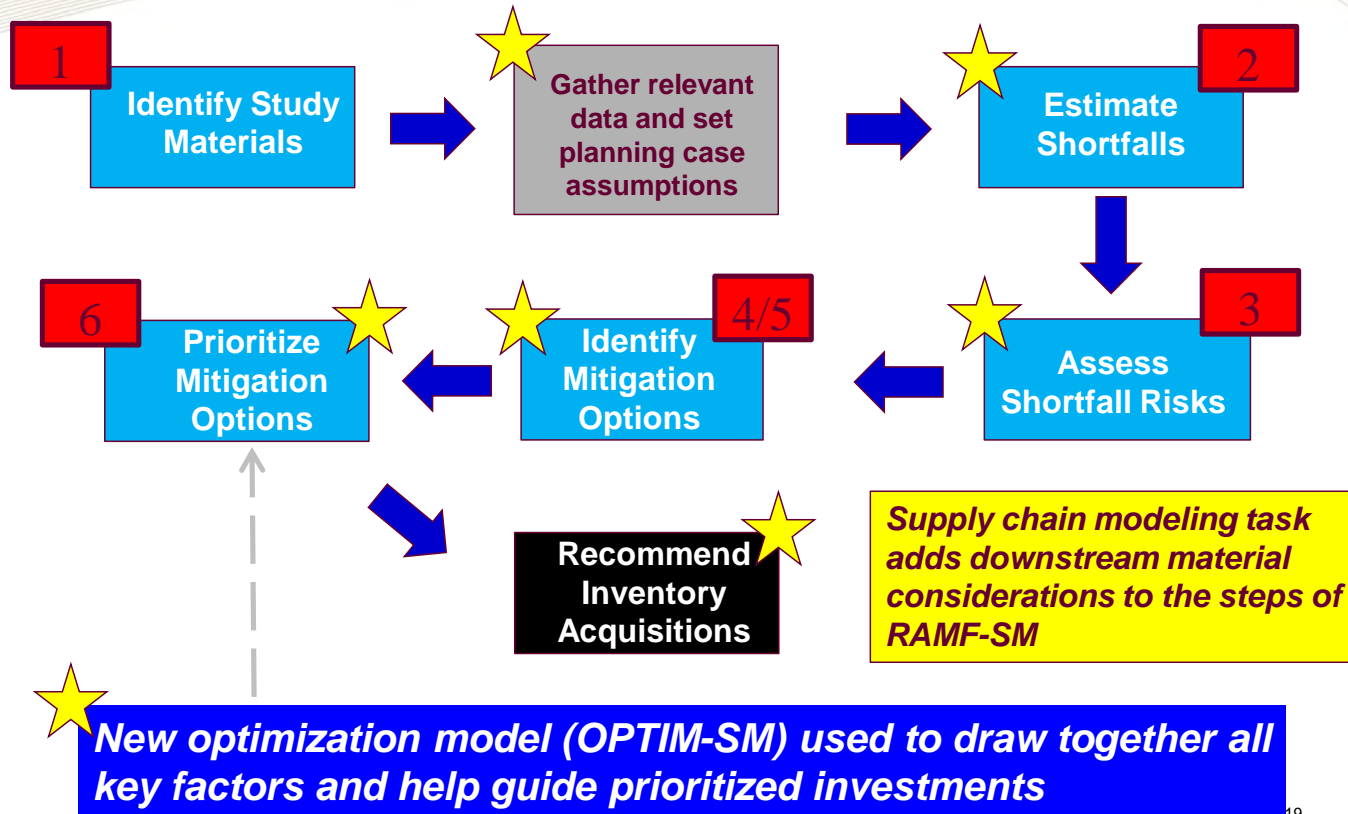 1
Identify Study
Materials
Gather relevant
data and set
planning case
assumptions
2
Estimate
Shortfalls
6
Prioritize
Mitigation
Options
4/5
Identify
Mitigation
Options
3
Assess
Shortfall Risks
Recommend
Inventory
Acquisitions
Supply chain modeling task
adds downstream material
considerations to the steps of
RAMF-SM
New optimization model (OPTIM-SM) used to draw together all
key factors and help guide prioritized investments
19